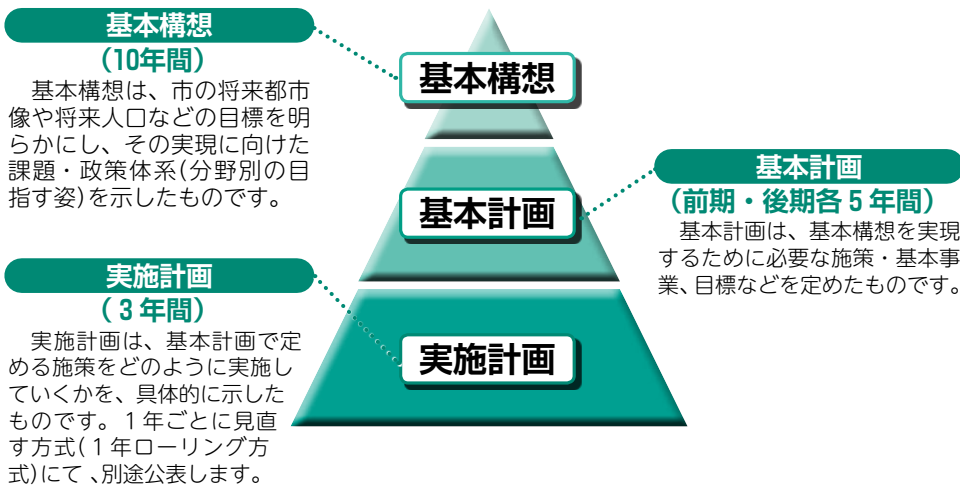 基本構想
(10年間)
基本構想は、市の将来都市
像や将来人口などの目標を明
らかにし、その実現に向けた
課題・政策体系(分野別の目
指す姿)を示したものです。
基本構想
基本計画
基本計画
(前期・後期各5年間)
基本計画は、基本構想を実現
するために必要な施策・基本事
業、目標などを定めたものです。
実施計画
(3年間)
実施計画は、基本計画で定
める施策をどのように実施し
ていくかを、具体的に示した
ものです。1年ごとに見直
す方式(1年ローリング方
式)にて、別途公表します。
実施計画